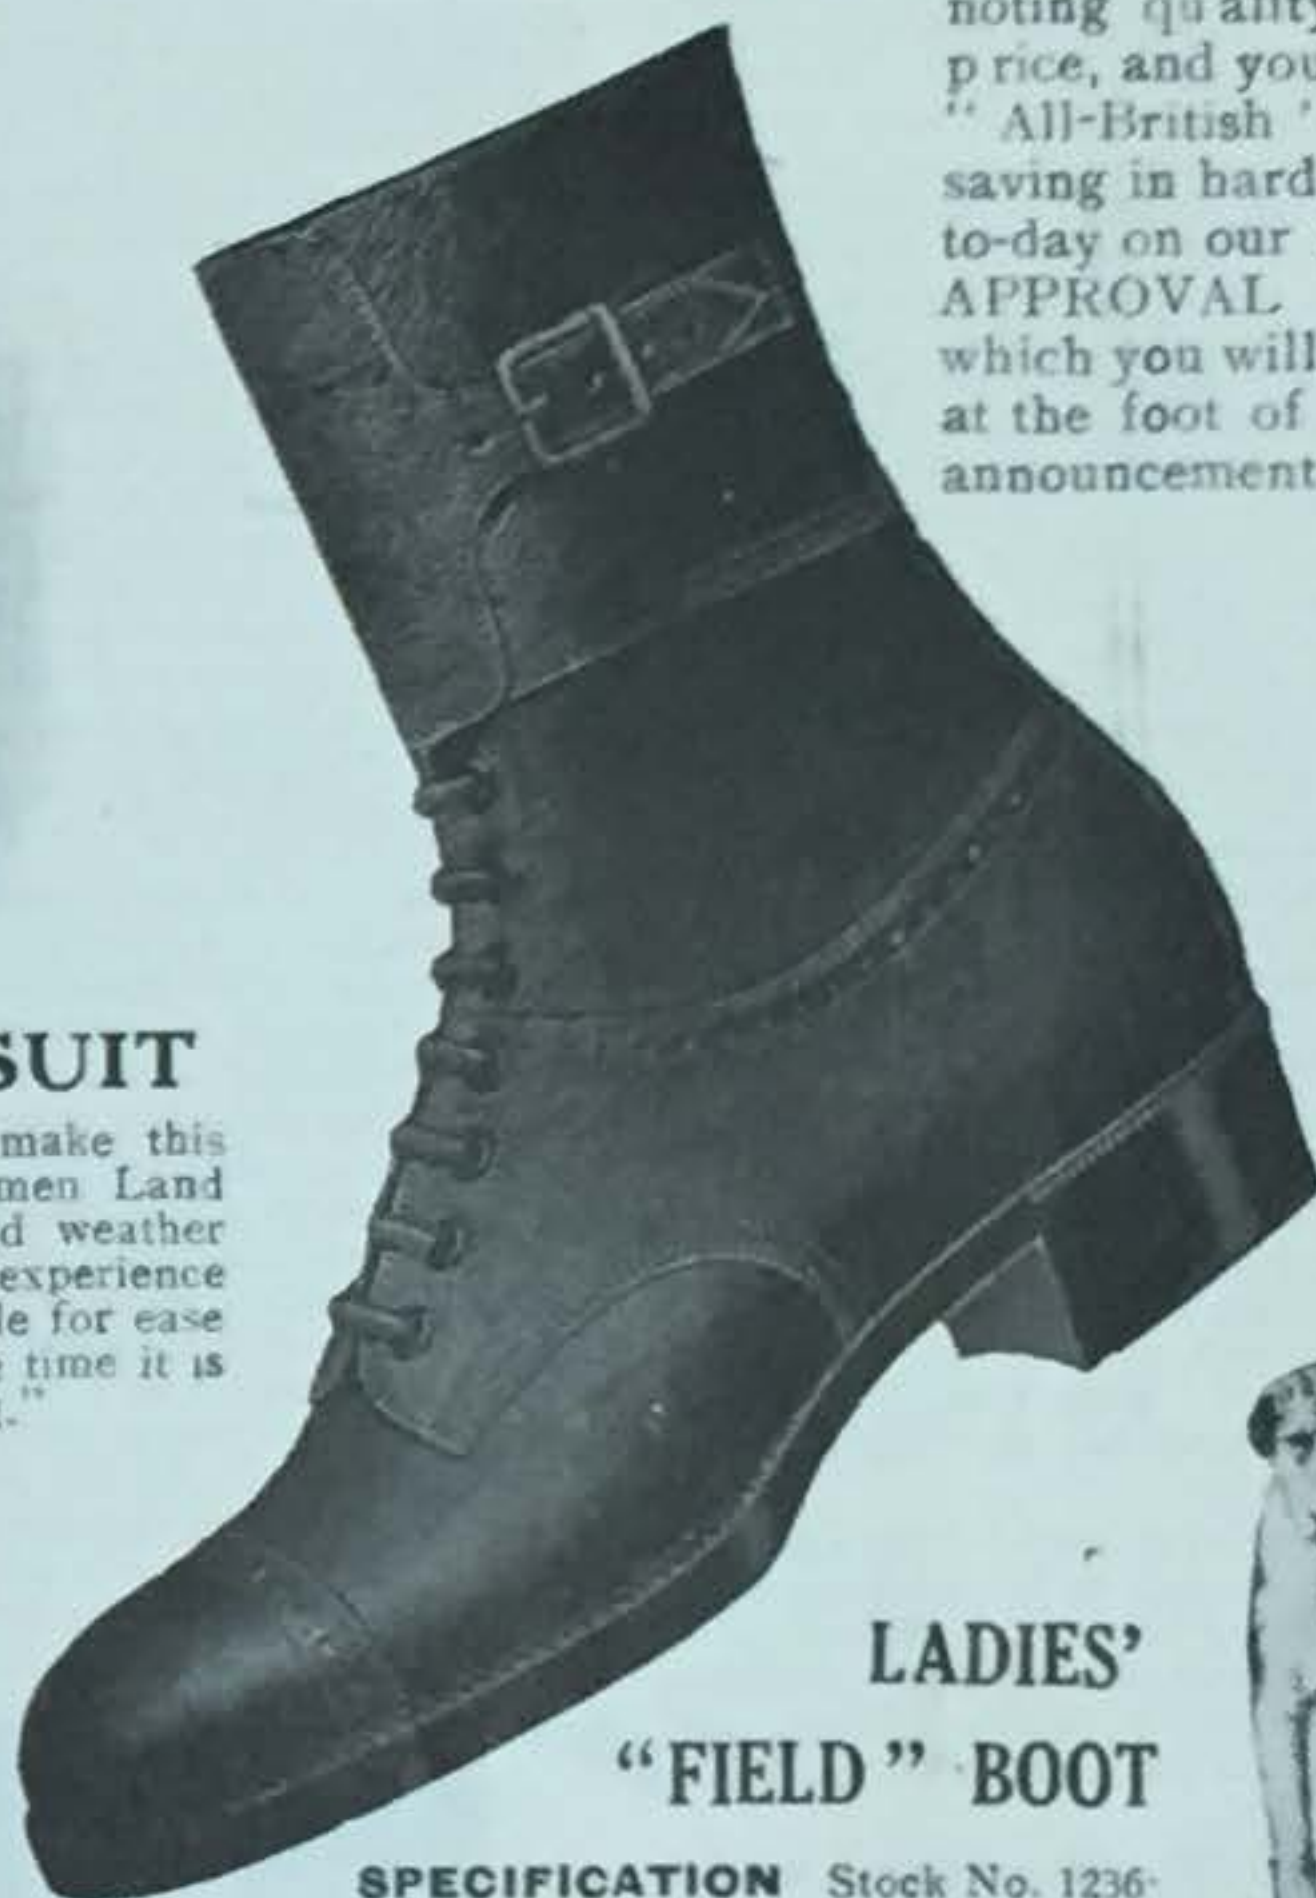 noting quality
price, and you
" All-British "
saving in hard
to-day on our
APPROVAL
which you will
at the foot of
announcement
SUIT
make this
men Land
d weather
experience
le for ease
time it is
."
LADIES'
"FIELD" BOOT
SPECIFICATION Stock No. 1236-